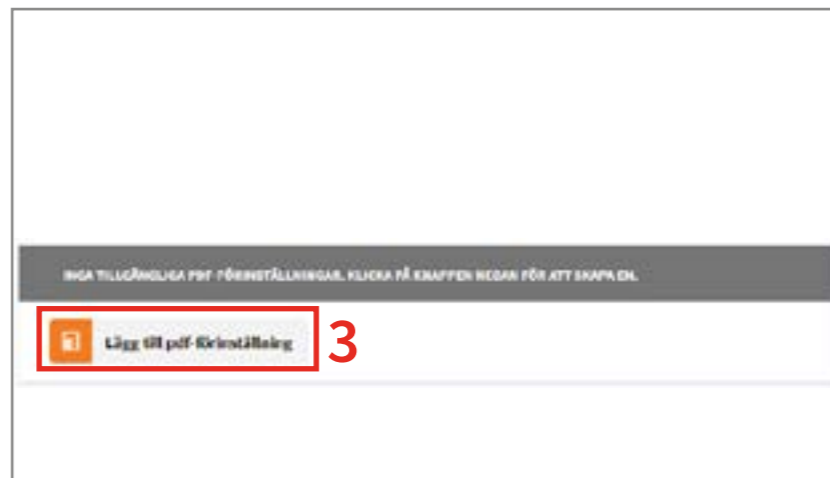 INGA TILLGÄNGLIGA PDF-FÖRINSTÄLLNINGAR. KLICKA PÅ KNAPPEN NEDAN FÖR ATT SKAPA EN.
Lägg till pdf-förinställning
3